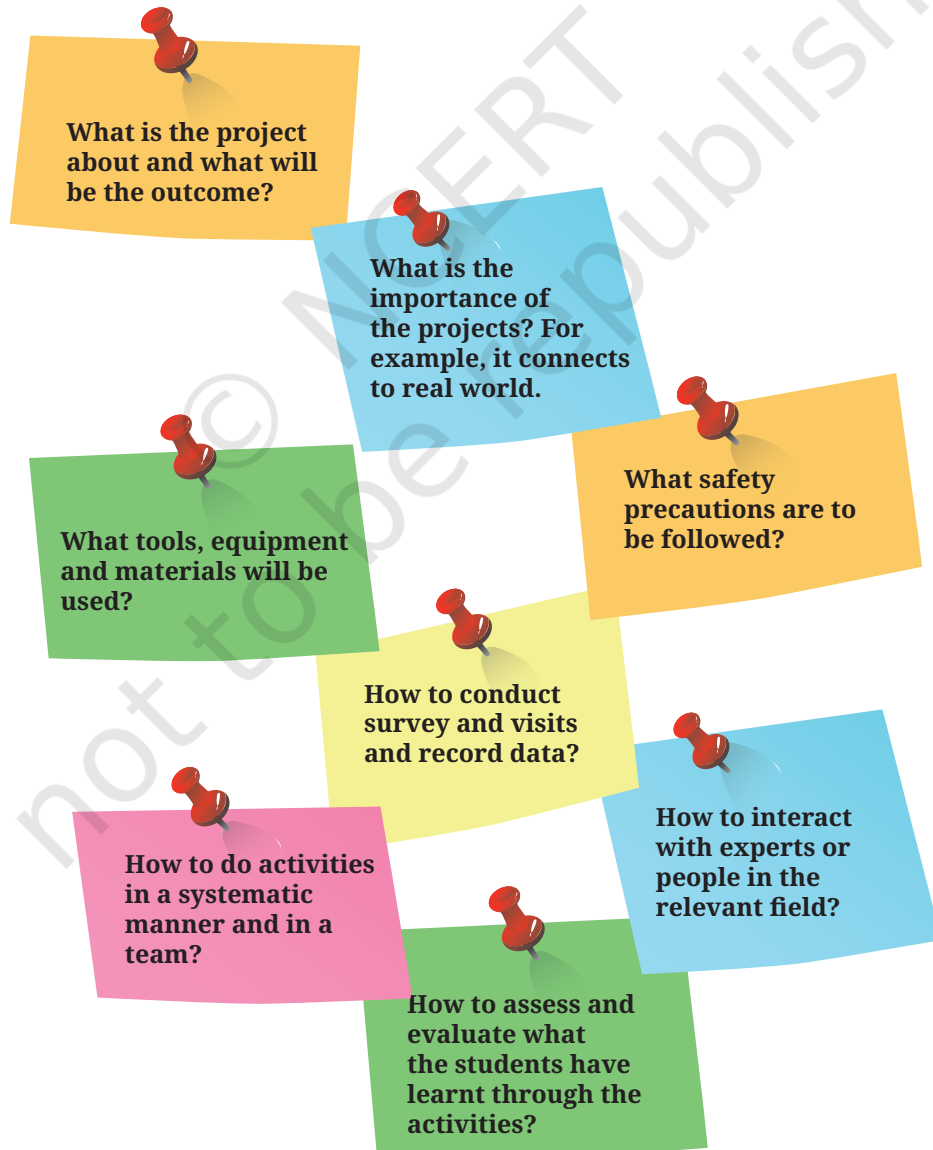 What is the project
about and what will
be the outcome?
What is the
importance of
the projects? For
example, it connects
to real world.
What safety
precautions are to
be followed?
What tools, equipment
and materials will be
used?
How to conduct
survey and visits
and record data?
How to interact
with experts or
people in the
relevant field?
How to do activities
in a systematic
manner and in a
team?
How to assess and
evaluate what
the students have
learnt through the
activities?
© NCERT
not to be republish